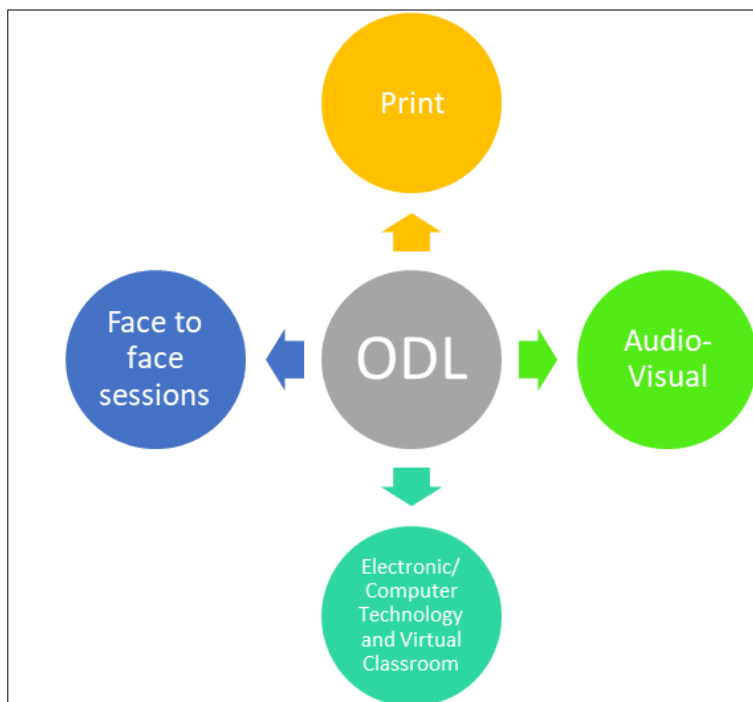 Print
Face to
face
sessions
ODL
Audio-
Visual
Electronic/
Computer
Technology
and Virtual
Classroom